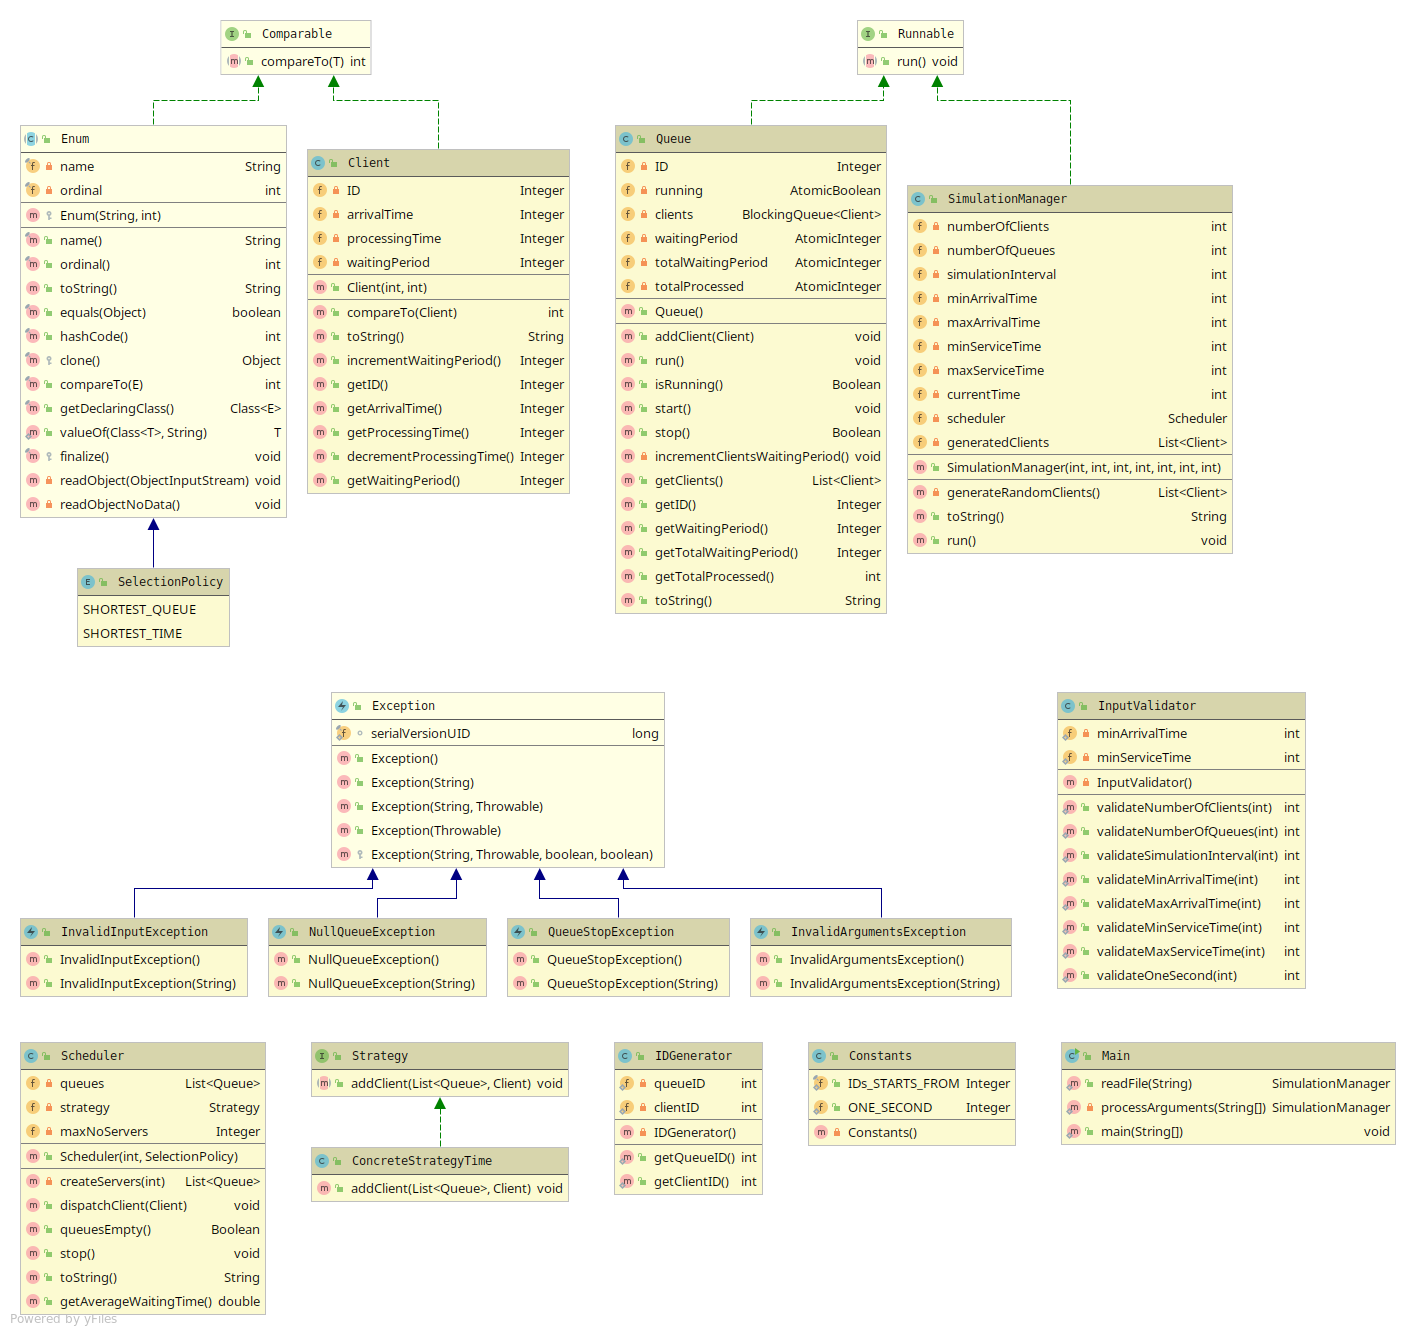 Comparable
compareTo(T) int
Runnable
run() void
Enum
name String
ordinal int
Enum(String, int)
name() String
ordinal() int
toString() String
equals(Object) boolean
hashCode() int
clone() Object
compareTo(E) int
getDeclaringClass() Class<E>
valueOf(Class<T>, String) T
finalize() void
readObject(ObjectInputStream) void
readObjectNoData() void
Client
ID Integer
arrivalTime Integer
processingTime Integer
waitingPeriod Integer
Client(int, int)
compareTo(Client) int
toString() String
incrementWaitingPeriod() Integer
getID() Integer
getArrivalTime() Integer
getProcessingTime() Integer
decrementProcessingTime() Integer
getWaitingPeriod() Integer
Queue
ID Integer
running AtomicBoolean
clients BlockingQueue<Client>
waitingPeriod AtomicInteger
totalWaitingPeriod AtomicInteger
totalProcessed AtomicInteger
Queue()
addClient(Client) void
run() void
isRunning() Boolean
start() void
stop() Boolean
incrementClientsWaitingPeriod() void
getClients() List<Client>
getID() Integer
getWaitingPeriod() Integer
getTotalWaitingPeriod() Integer
getTotalProcessed() int
toString() String
SimulationManager
numberOfClients int
numberOfQueues int
simulationInterval int
minArrivalTime int
maxArrivalTime int
minServiceTime int
maxServiceTime int
currentTime int
scheduler Scheduler
generatedClients List<Client>
SimulationManager(int, int, int, int, int, int, int)
generateRandomClients() List<Client>
toString() String
run() void
SelectionPolicy
SHORTEST_QUEUE
SHORTEST_TIME
Exception
serialVersionUID long
Exception()
Exception(String)
Exception(String, Throwable)
Exception(Throwable)
Exception(String, Throwable, boolean, boolean)
InputValidator
minArrivalTime int
minServiceTime int
InputValidator()
validateNumberOfClients(int) int
validateNumberOfQueues(int) int
validateSimulationInterval(int) int
validateMinArrivalTime(int) int
validateMaxArrivalTime(int) int
validateMinServiceTime(int) int
validateMaxServiceTime(int) int
validateOneSecond(int) int
InvalidInputException
InvalidInputException()
InvalidInputException(String)
NullQueueException
NullQueueException()
NullQueueException(String)
QueueStopException
QueueStopException()
QueueStopException(String)
InvalidArgumentsException
InvalidArgumentsException()
InvalidArgumentsException(String)
Scheduler
queues List<Queue>
strategy Strategy
maxNoServers Integer
Scheduler(int, SelectionPolicy)
createServers(int) List<Queue>
dispatchClient(Client) void
queuesEmpty() Boolean
stop() void
toString() String
getAverageWaitingTime() double
Strategy
addClient(List<Queue>, Client) void
ConcreteStrategyTime
addClient(List<Queue>, Client) void
IDGenerator
queueID int
clientID int
IDGenerator()
getQueueID() int
getClientID() int
Constants
IDs_STARTS_FROM Integer
ONE_SECOND Integer
Constants()
Main
readFile(String) SimulationManager
processArguments(String[]) SimulationManager
main(String[]) void
Powered by yFiles